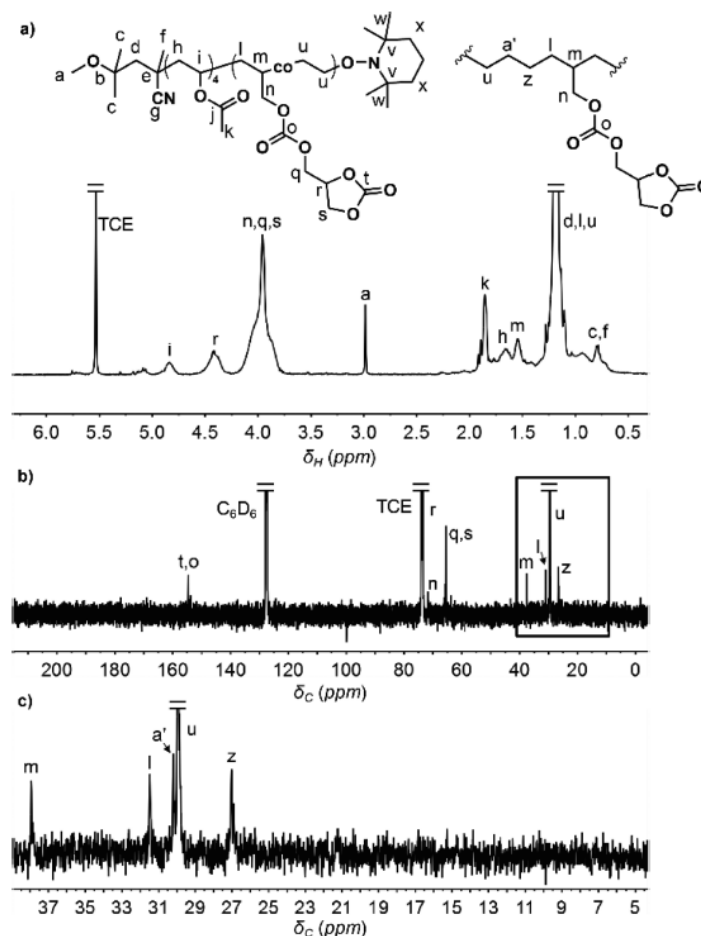 a)
a
b
c
c
d
e
f
g
CN
h
i
4
O
O
j
k
l
m
co
n
O
o
O
O
q
r
s
O
O
t
O
u
u
O
N
v
v
w
w
x
x
u
a'
z
l
m
n
O
o
O
O
O
O
O
TCE
i
r
n,q,s
a
k
h
m
d,l,u
c,f
6.0 5.5 5.0 4.5 4.0 3.5 3.0 2.5 2.0 1.5 1.0 0.5
δH (ppm)
b)
t,o
C6D6
TCE
r
n
q,s
m
l
u
z
200 180 160 140 120 100 80 60 40 20 0
δC (ppm)
c)
m
l
a'
u
z
37 35 33 31 29 27 25 23 21 19 17 15 13 11 9 7 5
δC (ppm)